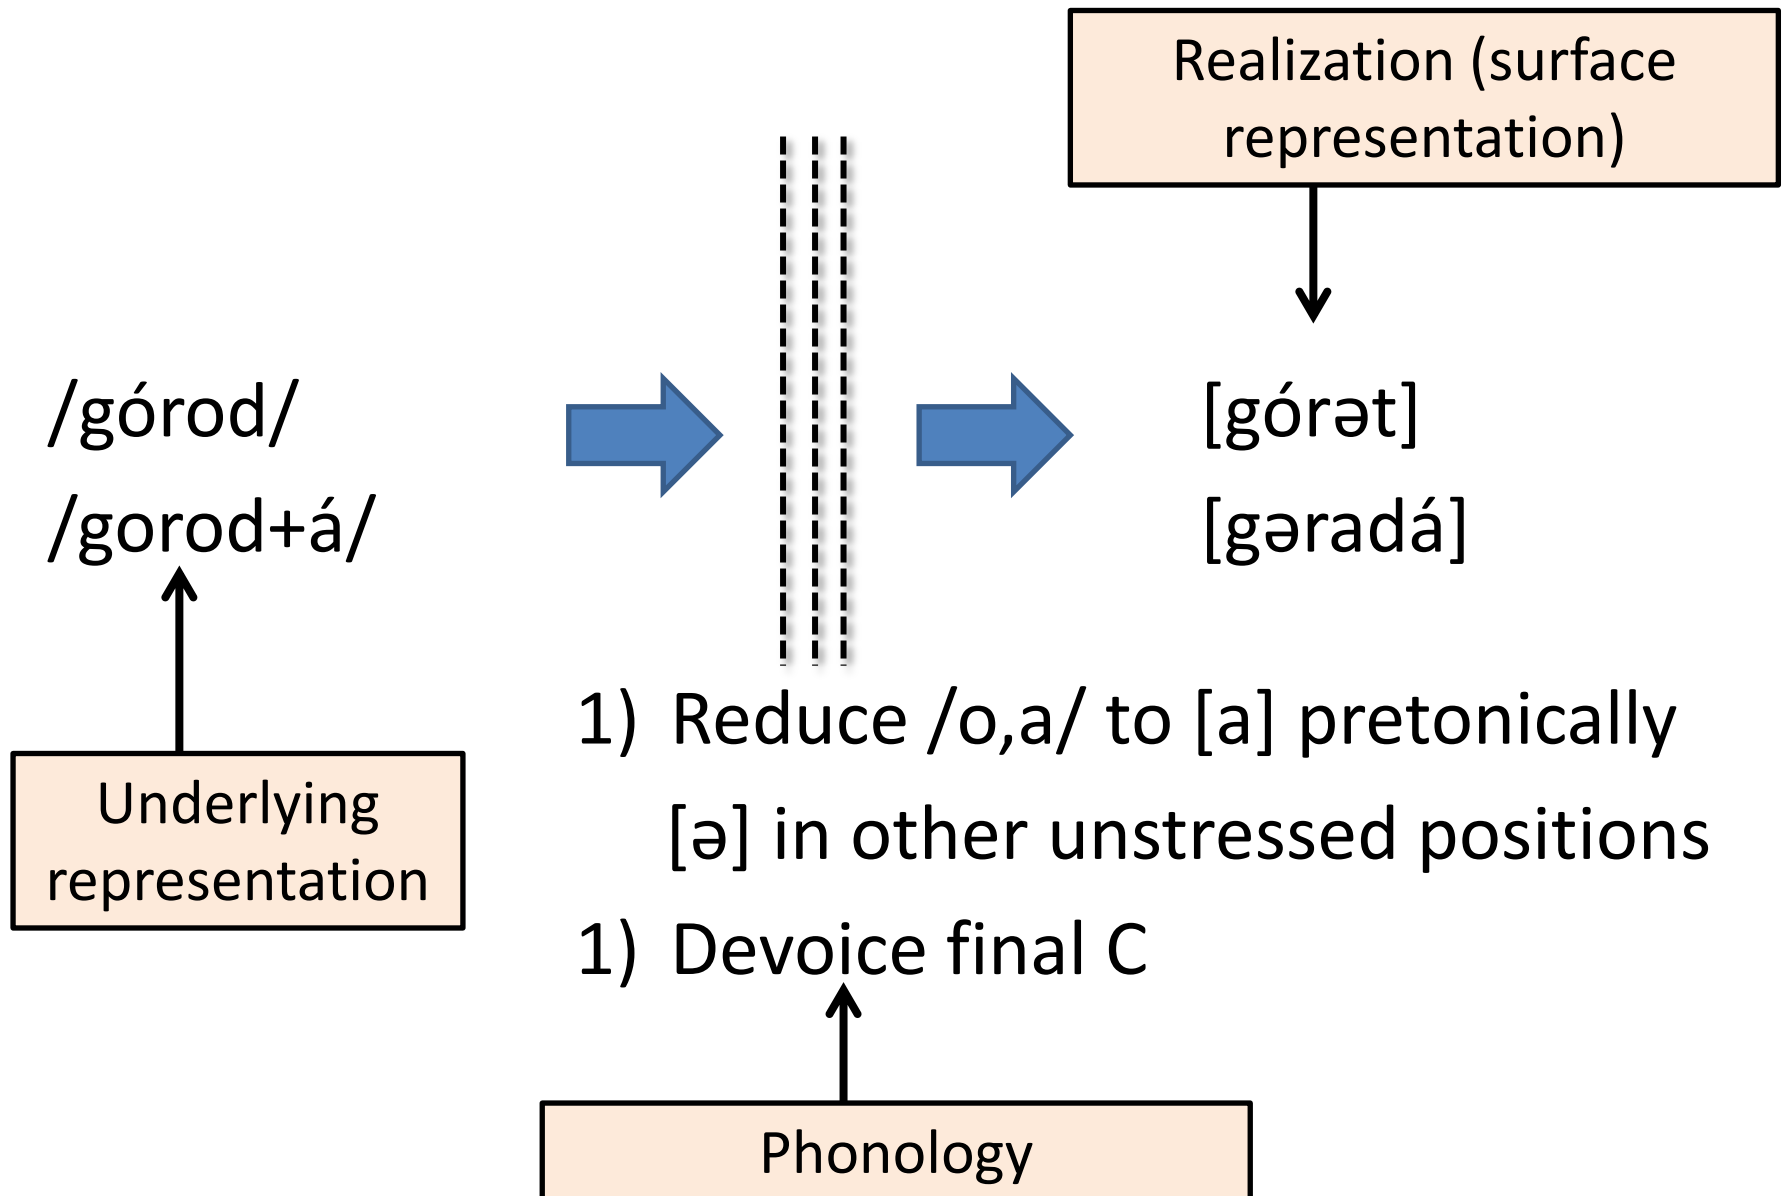 Realization (surface
representation)
/górod/
[górət]
/gorod+á/
[gəradá]
Underlying
representation
1) Reduce /o,a/ to [a] pretonically
[ə] in other unstressed positions
1) Devoice final C
Phonology